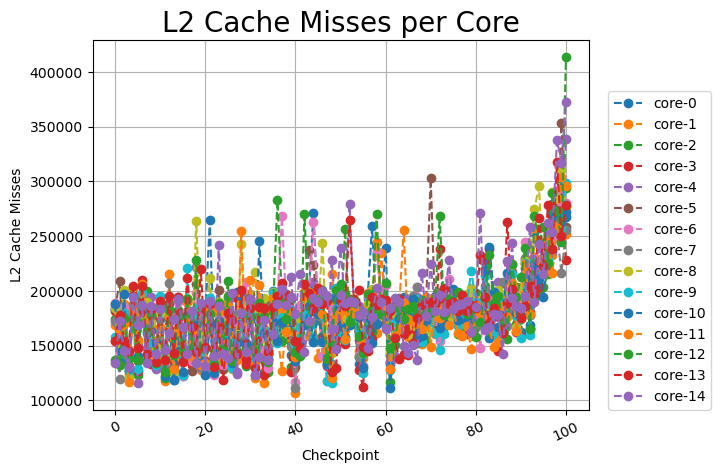 L2 Cache Misses per Core
L2 Cache Misses
400000
350000
300000
250000
200000
150000
100000
0
20
40
60
80
100
Checkpoint
core-0
core-1
core-2
core-3
core-4
core-5
core-6
core-7
core-8
core-9
core-10
core-11
core-12
core-13
core-14